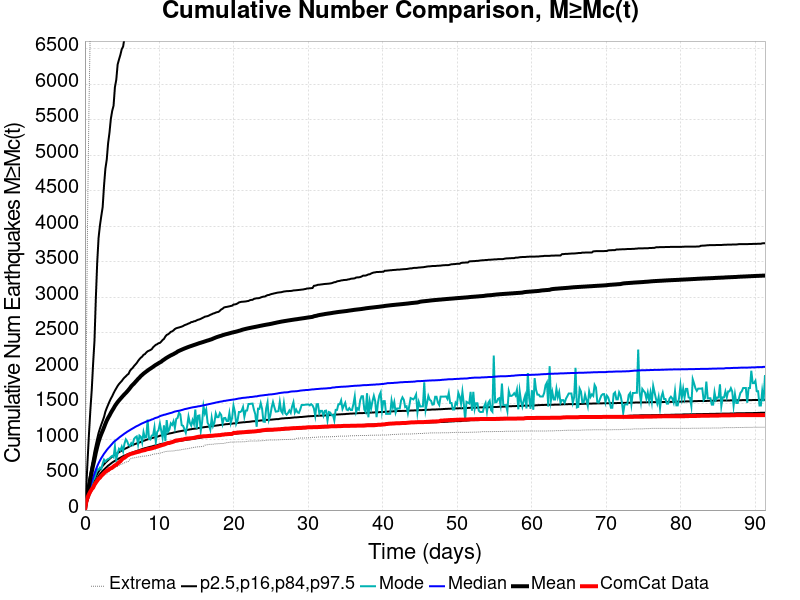 Cumulative Number Comparison, M≥Mc(t)
Cumulative Num Earthquakes M≥Mc(t)
6500
6000
5500
5000
4500
4000
3500
3000
2500
2000
1500
1000
500
0
0 10 20 30 40 50 60 70 80 90
Time (days)
Extrema p2.5,p16,p84,p97.5 Mode Median Mean ComCat Data